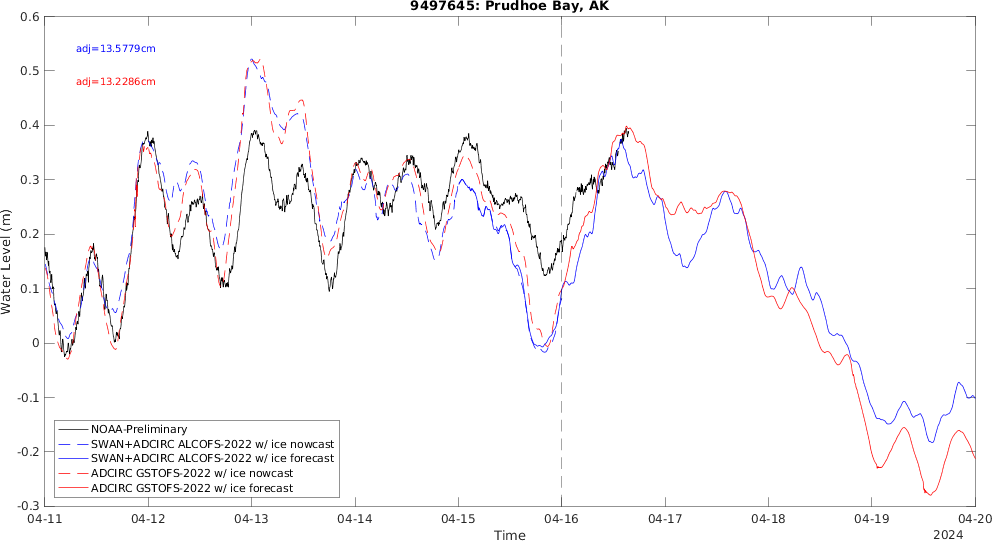 9497645: Prudhoe Bay, AK
adj=13.5779cm
adj=13.2286cm
Water Level (m)
0.6
0.5
0.4
0.3
0.2
0.1
0
-0.1
-0.2
-0.3
NOAA-Preliminary
SWAN+ADCIRC ALCOFS-2022 w/ ice nowcast
SWAN+ADCIRC ALCOFS-2022 w/ ice forecast
ADCIRC GSTOFS-2022 w/ ice nowcast
ADCIRC GSTOFS-2022 w/ ice forecast
04-11 04-12 04-13 04-14 04-15 04-16 04-17 04-18 04-19 04-20
Time
2024